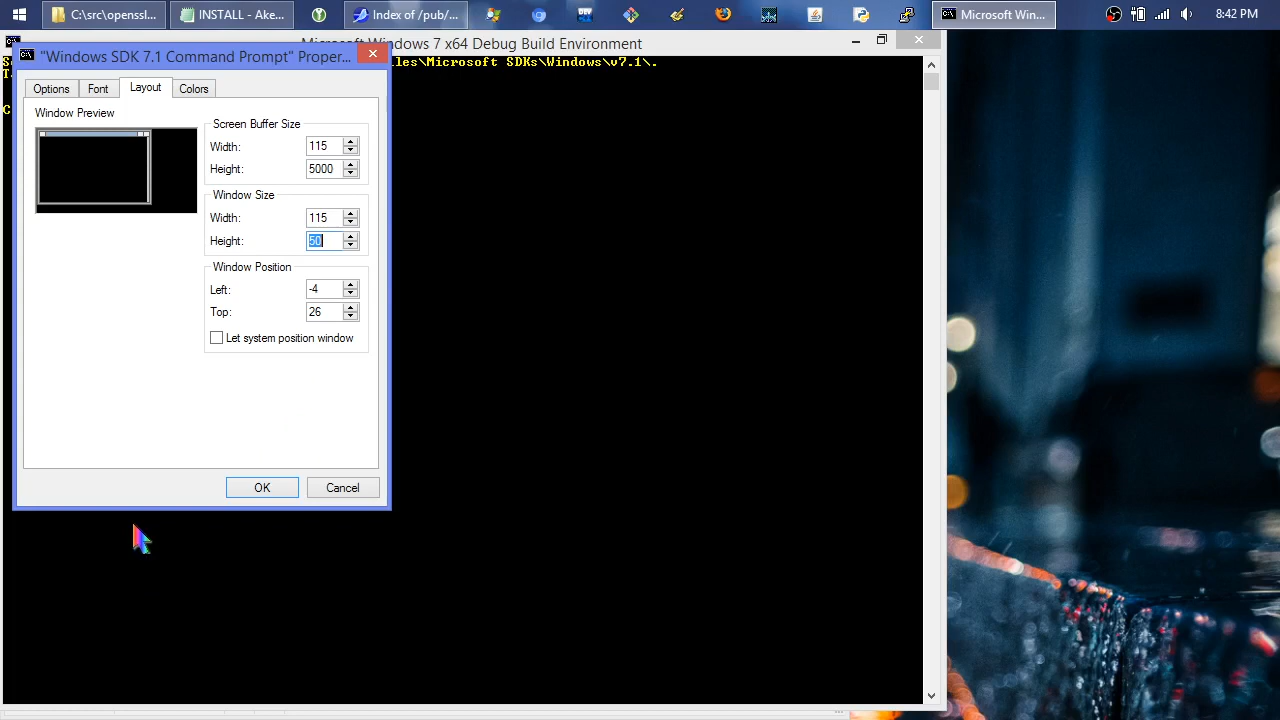 C:\src\openssl...
INSTALL - Ake...
Index of /pub/...
Microsoft Win...
8:42 PM
Microsoft Windows 7 x64 Debug Build Environment
"Windows SDK 7.1 Command Prompt" Proper...
les\Microsoft SDKs\Windows\v7.1\.
Options
Font
Layout
Colors
Window Preview
Screen Buffer Size
Width: 115
Height: 5000
Window Size
Width: 115
Height: 50
Window Position
Left: -4
Top: 26
Let system position window
OK
Cancel